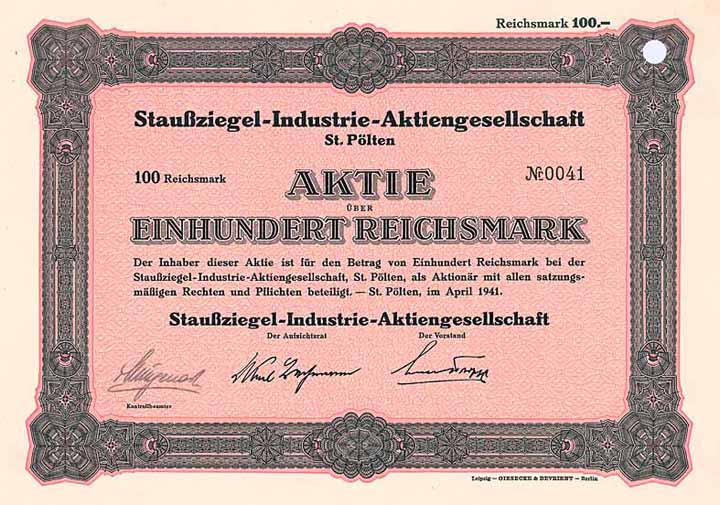 Reichsmark 100.—
Staußziegel-Industrie-Aktiengesellschaft
St. Pölten
100 Reichsmark AKTIE № 0041
ÜBER
EINHUNDERT REICHSMARK
Der Inhaber dieser Aktie ist für den Betrag von Einhundert Reichsmark bei der
Staußziegel-Industrie-Aktiengesellschaft, St. Pölten, als Aktionär mit allen satzungs-
mäßigen Rechten und Pflichten beteiligt. — St. Pölten, im April 1941.
Staußziegel-Industrie-Aktiengesellschaft
Der Aufsichtsrat Der Vorstand
Kontrollbeamter
Leipzig — GIESECKE & DEVRIENT — Berlin